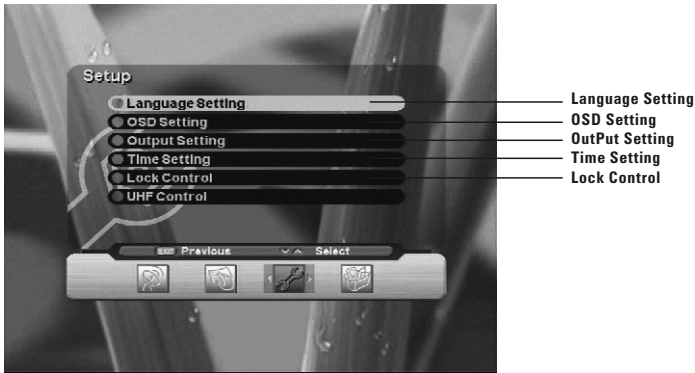 Setup
Language Setting
OSD Setting
Output Setting
Time Setting
Lock Control
UHF Control
EXIT Previous Select
Language Setting
OSD Setting
OutPut Setting
Time Setting
Lock Control